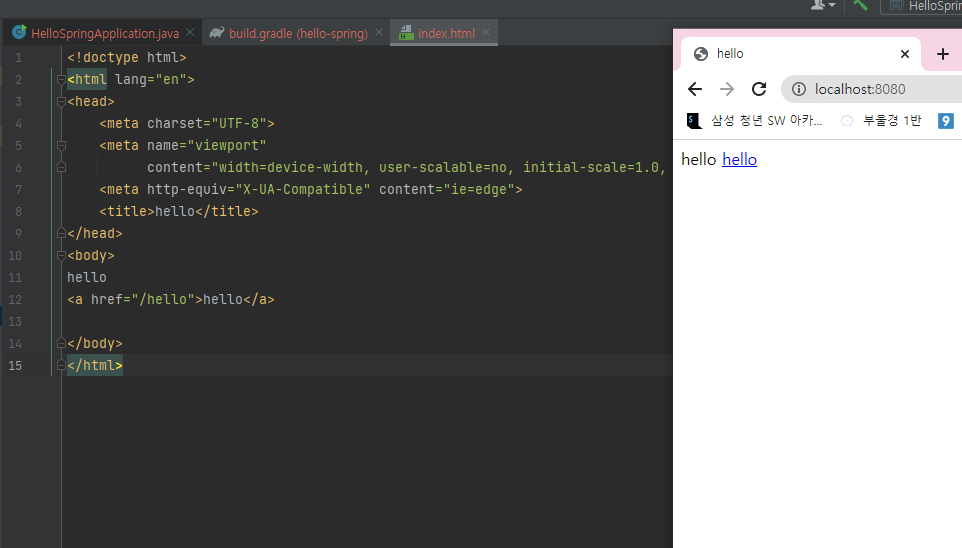 HelloSprin
HelloSpringApplication.java
build.gradle (hello-spring)
index.html
1 <!doctype html>
2 <html lang="en">
3 <head>
4 <meta charset="UTF-8">
5 <meta name="viewport"
6 content="width=device-width, user-scalable=no, initial-scale=1.0,
7 <meta http-equiv="X-UA-Compatible" content="ie=edge">
8 <title>hello</title>
9 </head>
10 <body>
11 hello
12 <a href="/hello">hello</a>
13
14 </body>
15 </html>
hello
localhost:8080
삼성 청년 SW 아카...
부울경 1반
9
hello hello